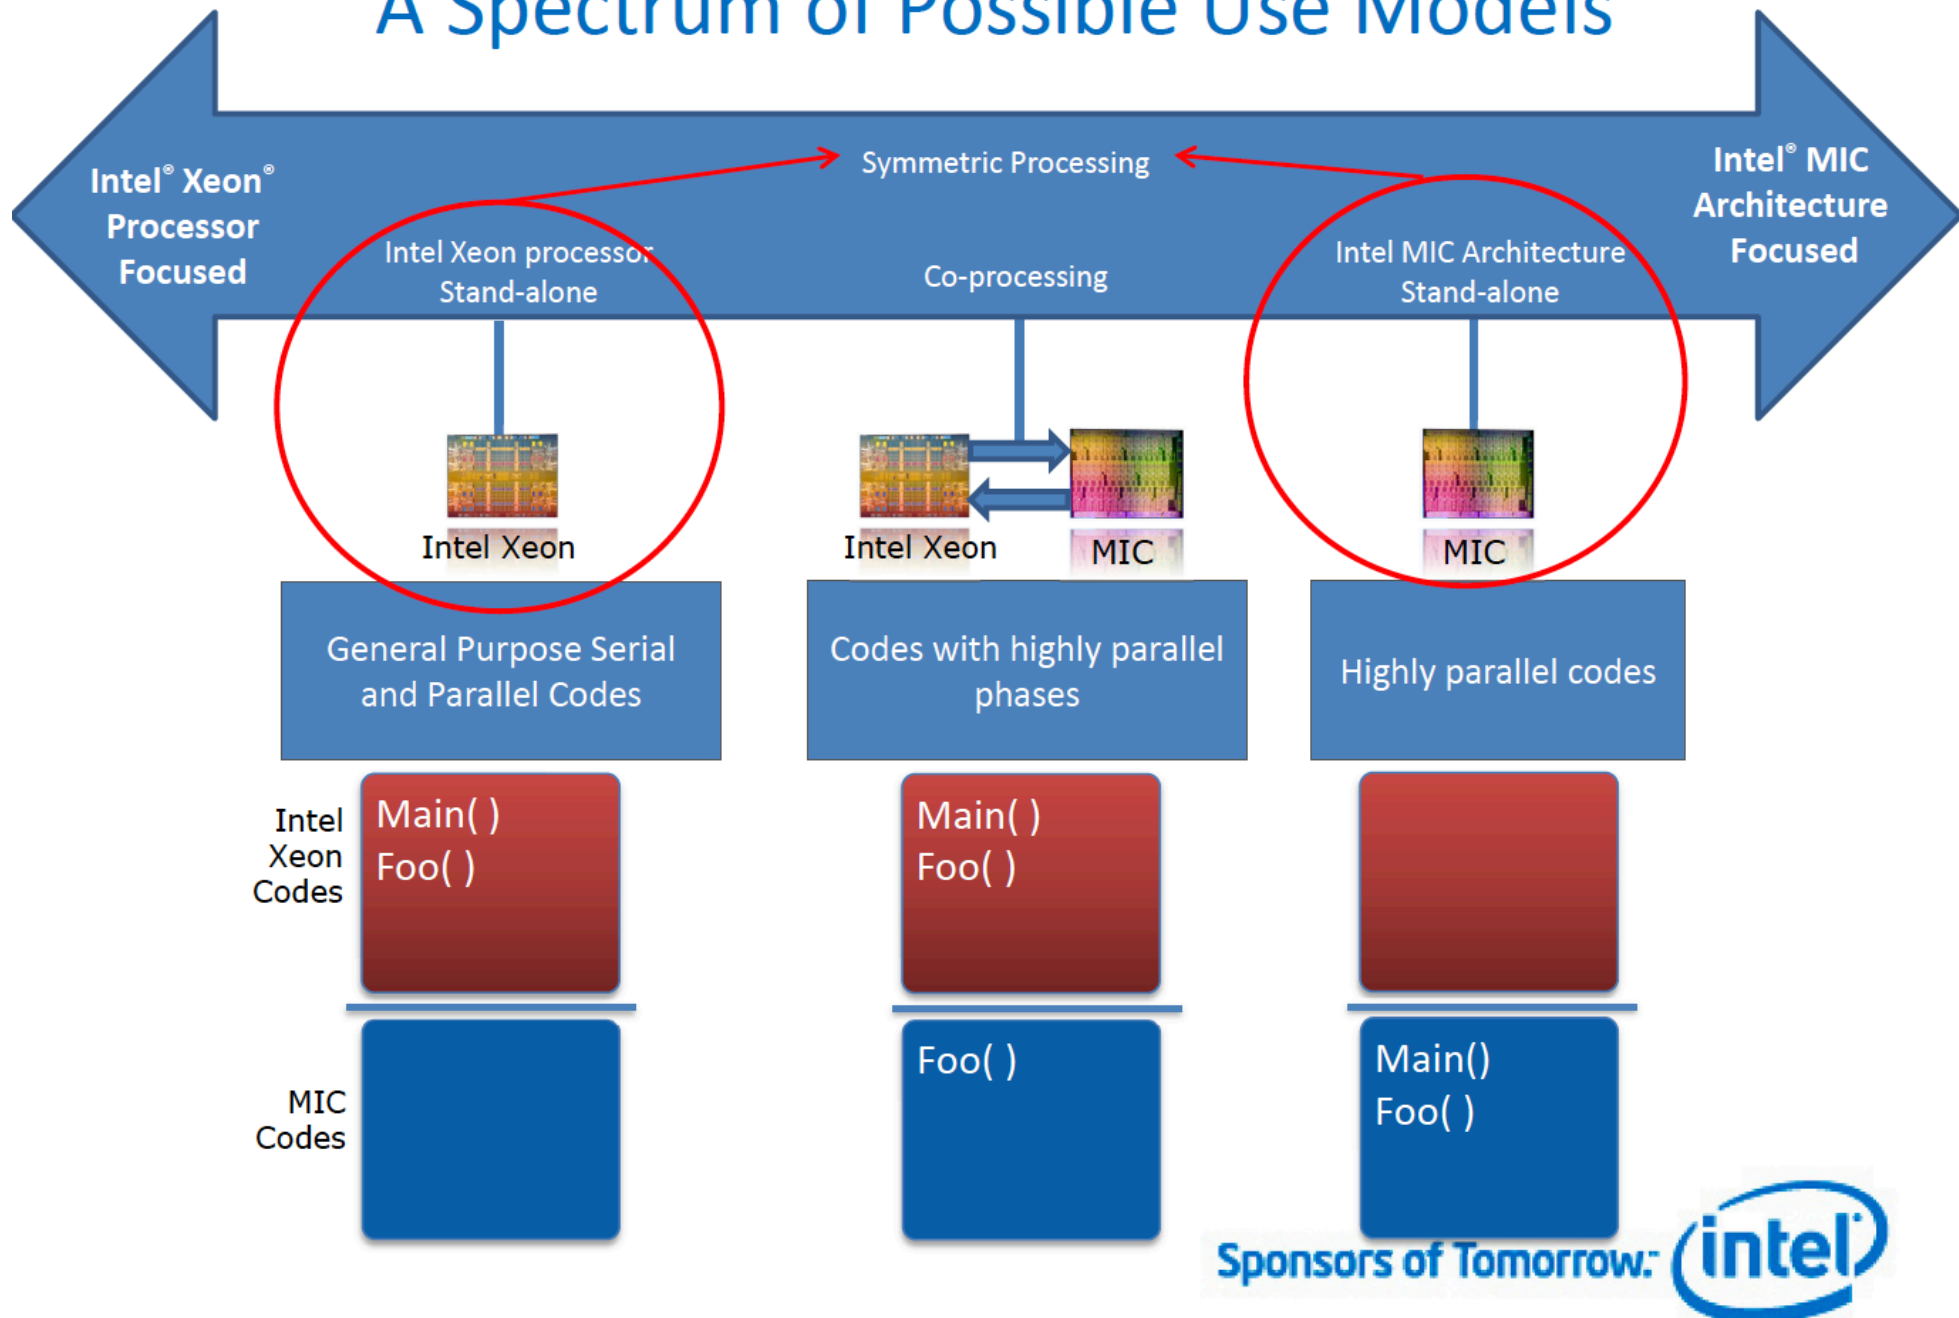 A Spectrum of Possible Use Models
Intel® Xeon®
Processor
Focused
Symmetric Processing
Intel® MIC
Architecture
Focused
Intel Xeon processor
Stand-alone
Co-processing
Intel MIC Architecture
Stand-alone
Intel Xeon
Intel Xeon
MIC
MIC
General Purpose Serial
and Parallel Codes
Codes with highly parallel
phases
Highly parallel codes
Intel
Xeon
Codes
Main( )
Foo( )
Main( )
Foo( )
MIC
Codes
Foo( )
Main()
Foo( )
Sponsors of Tomorrow.™
intel®